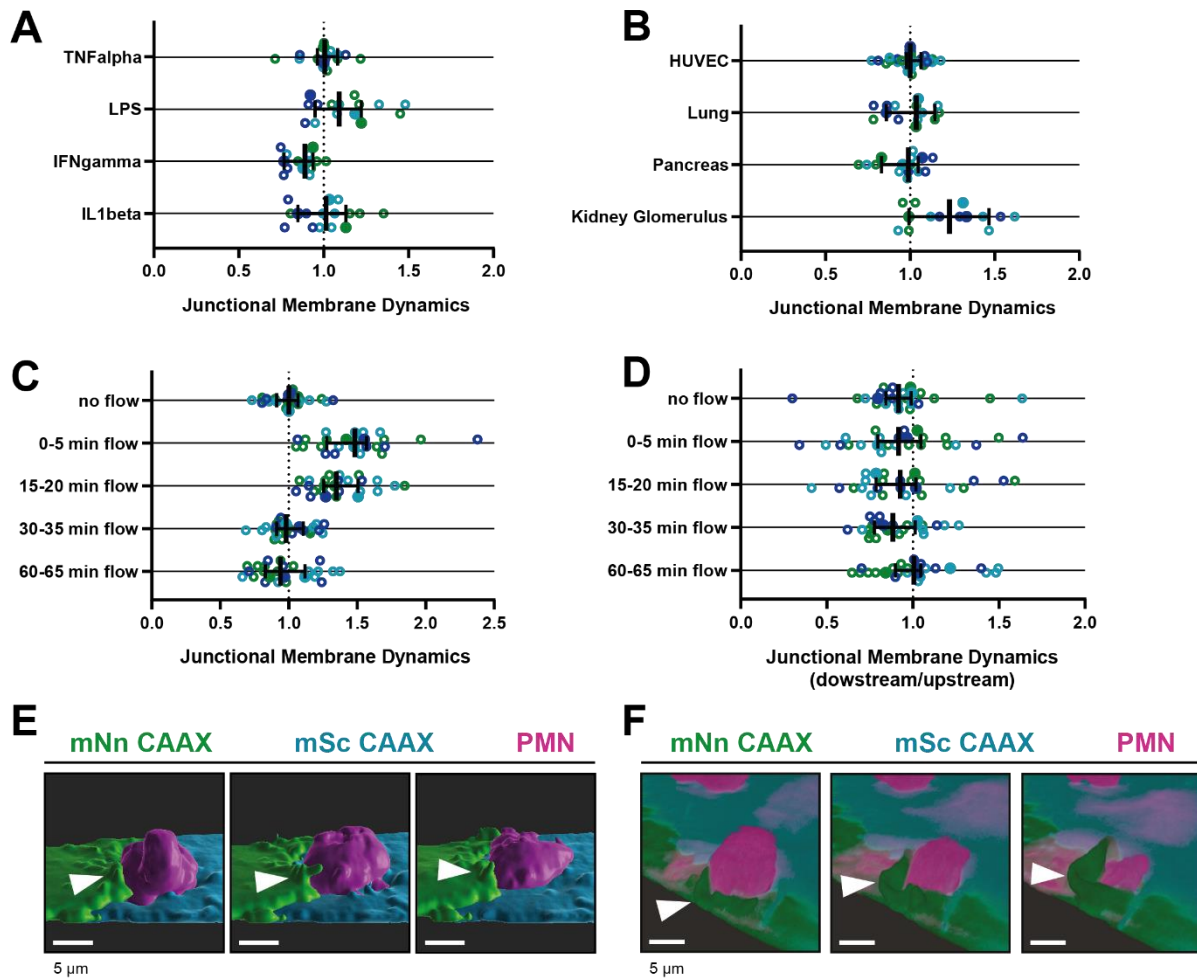 A
TNFalpha
LPS
IFNgamma
IL1beta
0.0 0.5 1.0 1.5 2.0
Junctional Membrane Dynamics
B
HUVEC
Lung
Pancreas
Kidney Glomerulus
0.0 0.5 1.0 1.5 2.0
Junctional Membrane Dynamics
C
no flow
0-5 min flow
15-20 min flow
30-35 min flow
60-65 min flow
0.0 0.5 1.0 1.5 2.0 2.5
Junctional Membrane Dynamics
D
no flow
0-5 min flow
15-20 min flow
30-35 min flow
60-65 min flow
0.0 0.5 1.0 1.5 2.0
Junctional Membrane Dynamics
(dowstream/upstream)
E
mNn CAAX mSc CAAX PMN
5 µm
F
mNn CAAX mSc CAAX PMN
5 µm